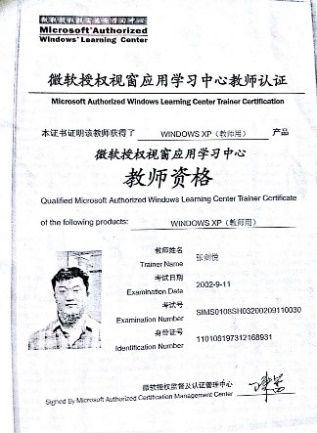 微软授权视窗应用学习中心
Microsoft Authorized
Windows Learning Center
微软授权视窗应用学习中心教师认证
Microsoft Authorized Windows Learning Center Trainer Certification
本证书证明该教师获得了 WINDOWS XP（教师用） 产品
微软授权视窗应用学习中心
教师资格
Qualified Microsoft Authorized Windows Learning Center Trainer Certificate
of the following products: WINDOWS XP（教师用）
教师姓名
Trainer Name 张剑悦
考试日期
Examination Date 2002-9-11
考试号
Examination Number SIMS0108SH03200209110030
身份证号
Identification Number 110108197312168931
微软授权监督及认证管理中心
Signed By Microsoft Authorized Certification Management Center